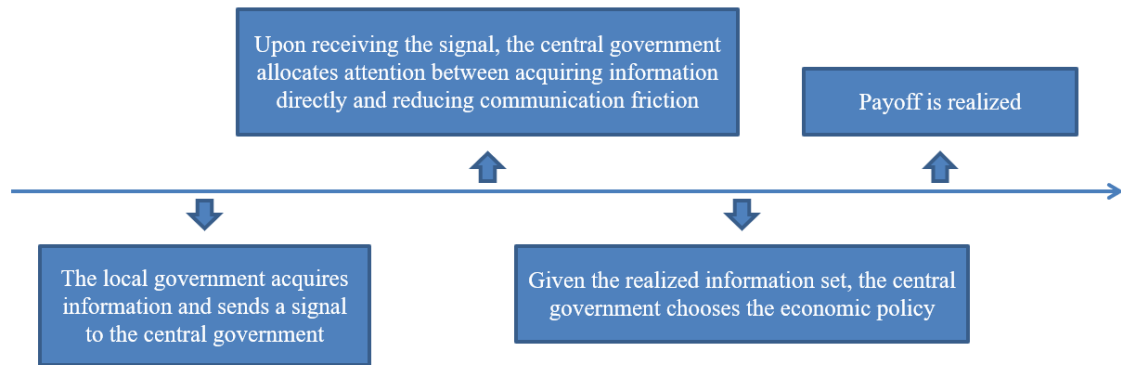 Upon receiving the signal, the central government
allocates attention between acquiring information
directly and reducing communication friction
Payoff is realized
The local government acquires
information and sends a signal
to the central government
Given the realized information set, the central
government chooses the economic policy